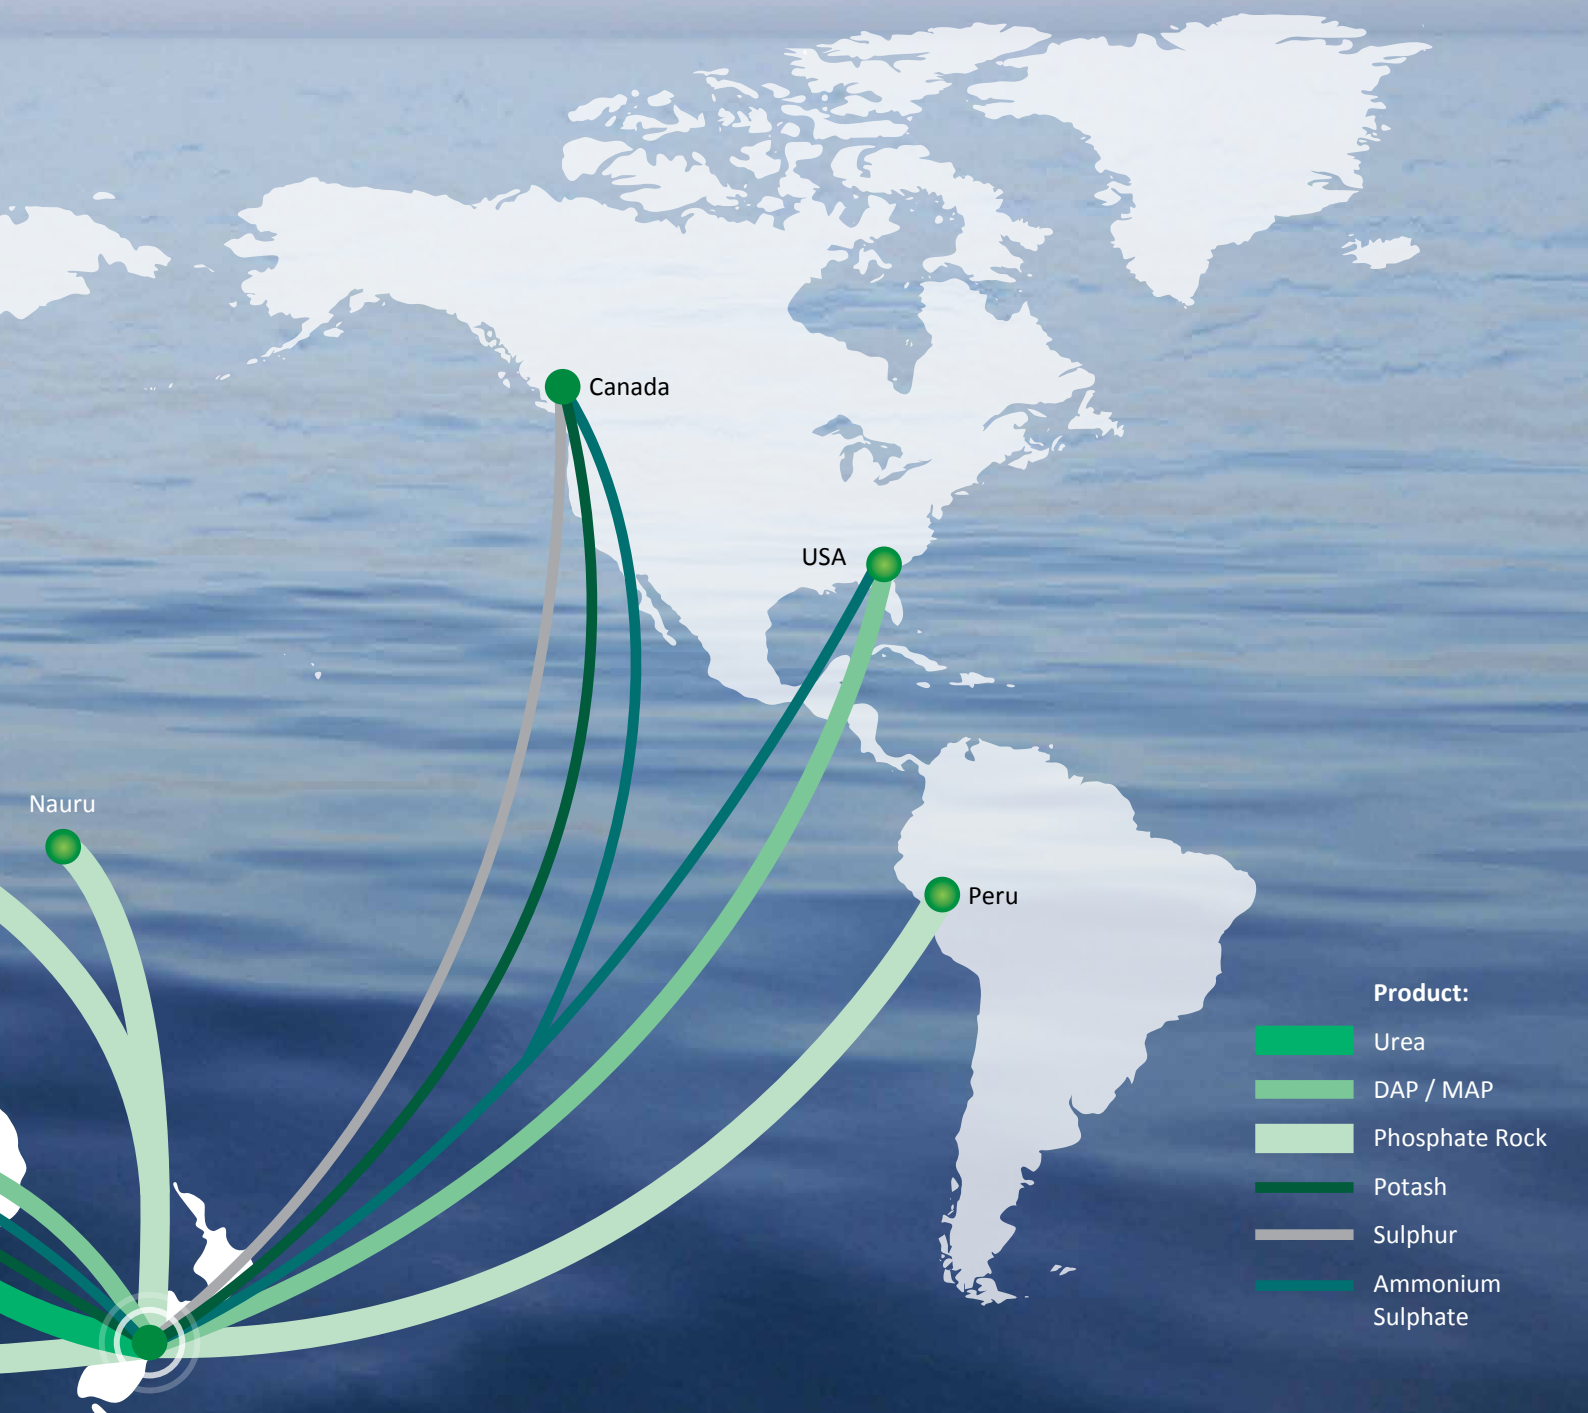 Canada
USA
Nauru
Peru
Product:
Urea
DAP / MAP
Phosphate Rock
Potash
Sulphur
Ammonium
Sulphate